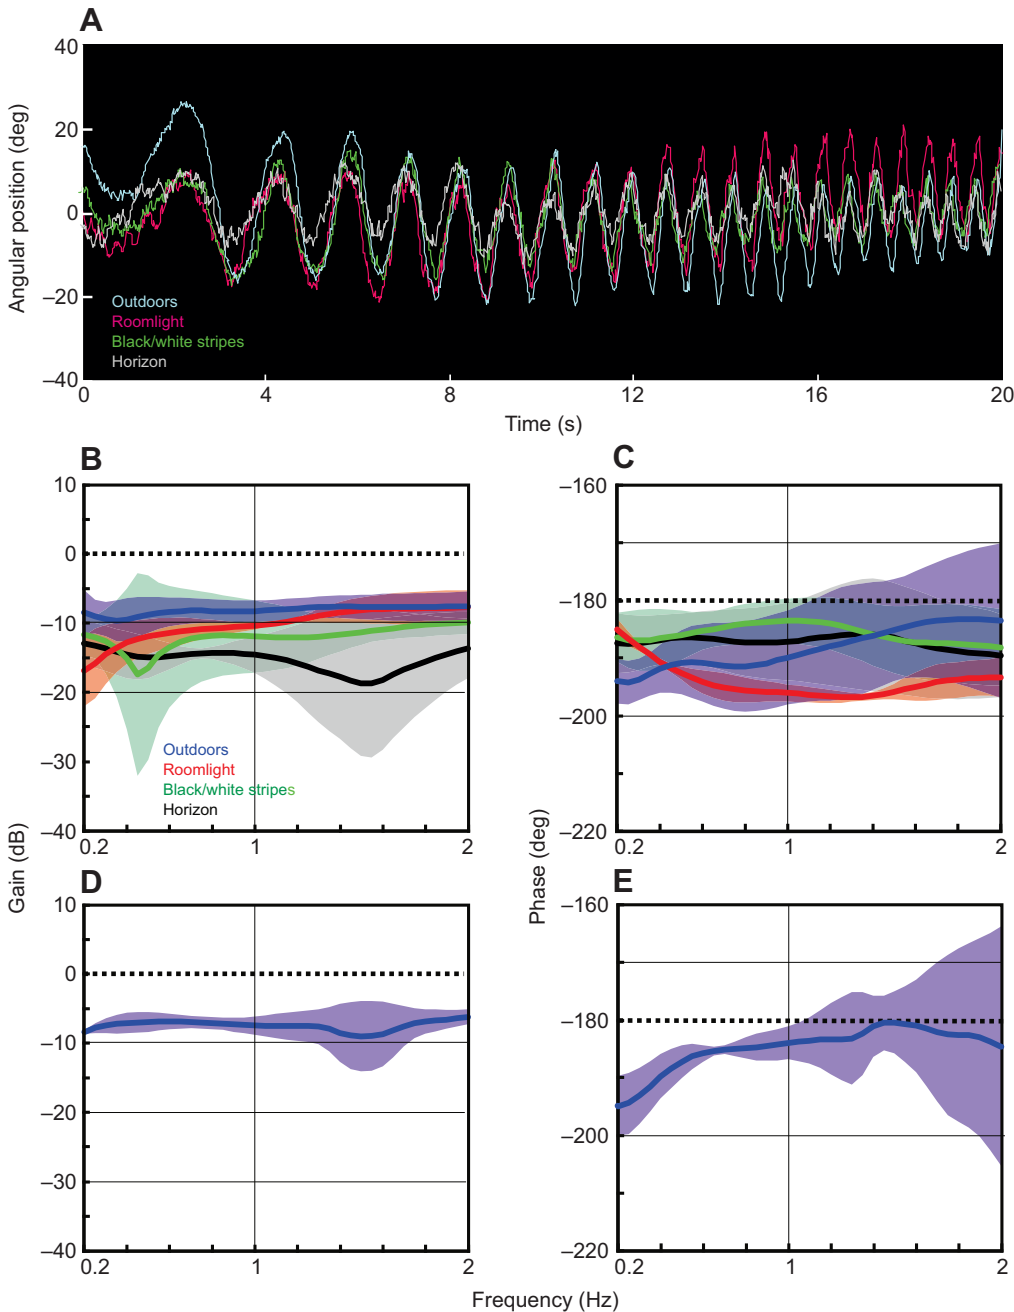 A
Angular position (deg)
40
20
0
–20
–40
Outdoors
Roomlight
Black/white stripes
Horizon
0 4 8 12 16 20
Time (s)
B
10
0
–10
–20
–30
–40
Outdoors
Roomlight
Black/white stripes
Horizon
0.2 1 2
C
–160
–180
–200
–220
0.2 1 2
Gain (dB)
Phase (deg)
D
10
0
–10
–20
–30
–40
0.2 1 2
E
–160
–180
–200
–220
0.2 1 2
Frequency (Hz)